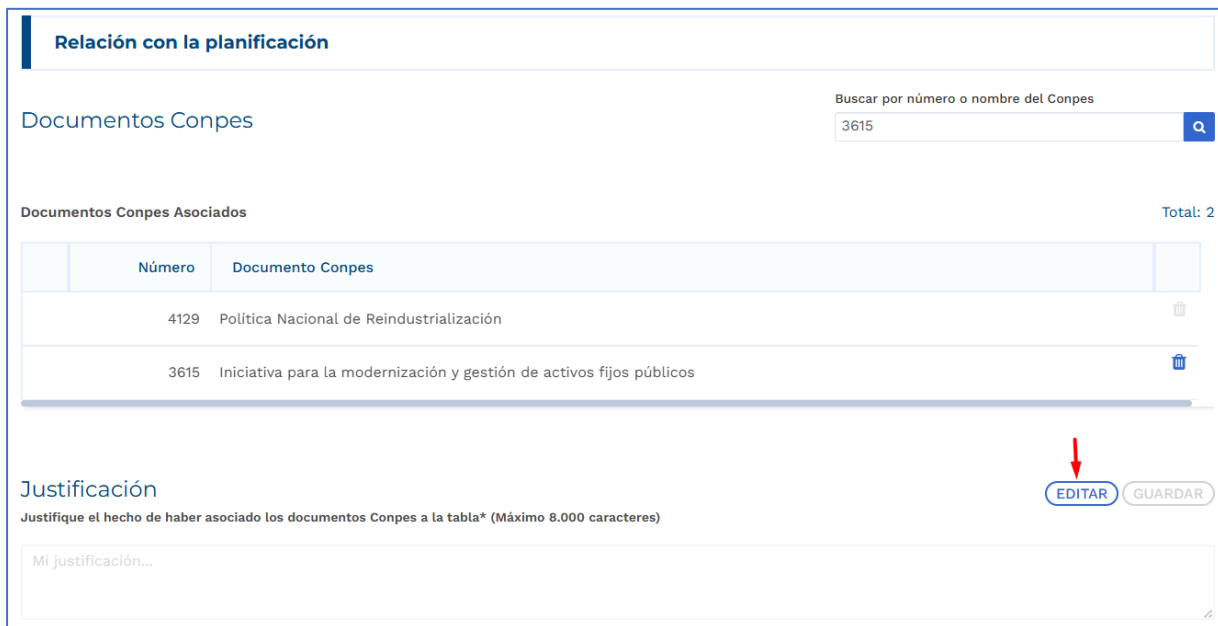 Relación con la planificación
Buscar por número o nombre del Conpes
Documentos Conpes
3615
Documentos Conpes Asociados
Total: 2
Número
Documento Conpes
4129 Política Nacional de Reindustrialización
3615 Iniciativa para la modernización y gestión de activos fijos públicos
Justificación
EDITAR
GUARDAR
Justifique el hecho de haber asociado los documentos Conpes a la tabla* (Máximo 8.000 caracteres)
Mi justificación...